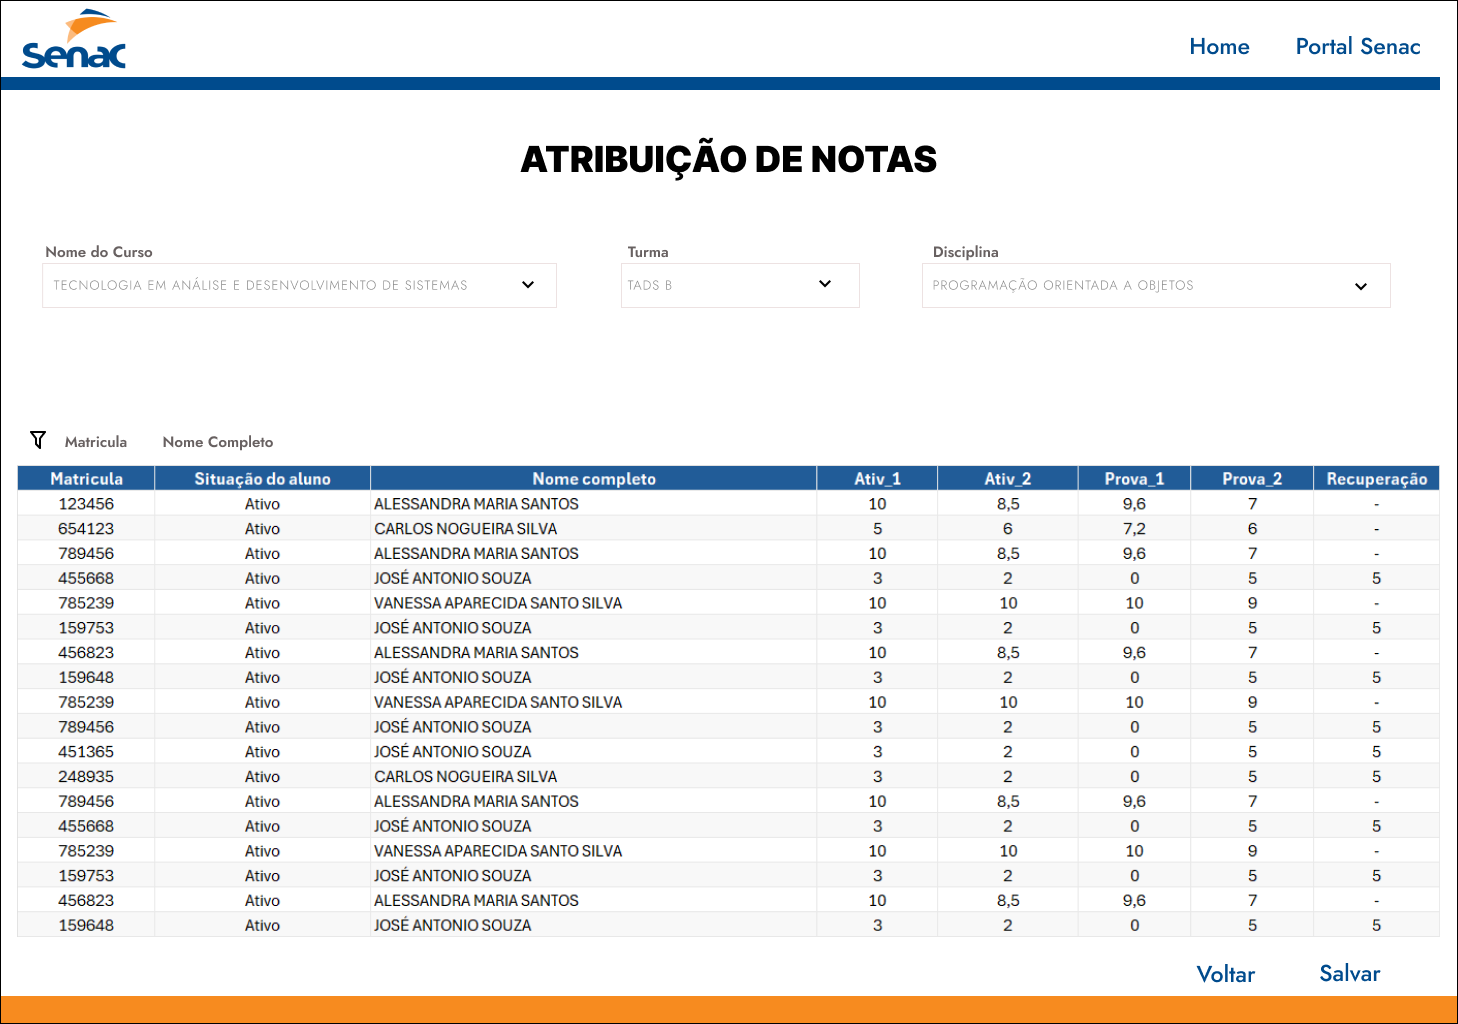 Senac
Home Portal Senac
ATRIBUIÇÃO DE NOTAS
Nome do Curso Turma Disciplina
TECNOLOGIA EM ANÁLISE E DESENVOLVIMENTO DE SISTEMAS TADS B PROGRAMAÇÃO ORIENTADA A OBJETOS
Matricula Nome Completo
Matricula Situação do aluno Nome completo Ativ_1 Ativ_2 Prova_1 Prova_2 Recuperação
123456 Ativo ALESSANDRA MARIA SANTOS 10 8,5 9,6 7 -
654123 Ativo CARLOS NOGUEIRA SILVA 5 6 7,2 6 -
789456 Ativo ALESSANDRA MARIA SANTOS 10 8,5 9,6 7 -
455668 Ativo JOSÉ ANTONIO SOUZA 3 2 0 5 5
785239 Ativo VANESSA APARECIDA SANTO SILVA 10 10 10 9 -
159753 Ativo JOSÉ ANTONIO SOUZA 3 2 0 5 5
456823 Ativo ALESSANDRA MARIA SANTOS 10 8,5 9,6 7 -
159648 Ativo JOSÉ ANTONIO SOUZA 3 2 0 5 5
785239 Ativo VANESSA APARECIDA SANTO SILVA 10 10 10 9 -
789456 Ativo JOSÉ ANTONIO SOUZA 3 2 0 5 5
451365 Ativo JOSÉ ANTONIO SOUZA 3 2 0 5 5
248935 Ativo CARLOS NOGUEIRA SILVA 3 2 0 5 5
789456 Ativo ALESSANDRA MARIA SANTOS 10 8,5 9,6 7 -
455668 Ativo JOSÉ ANTONIO SOUZA 3 2 0 5 5
785239 Ativo VANESSA APARECIDA SANTO SILVA 10 10 10 9 -
159753 Ativo JOSÉ ANTONIO SOUZA 3 2 0 5 5
456823 Ativo ALESSANDRA MARIA SANTOS 10 8,5 9,6 7 -
159648 Ativo JOSÉ ANTONIO SOUZA 3 2 0 5 5
Voltar Salvar